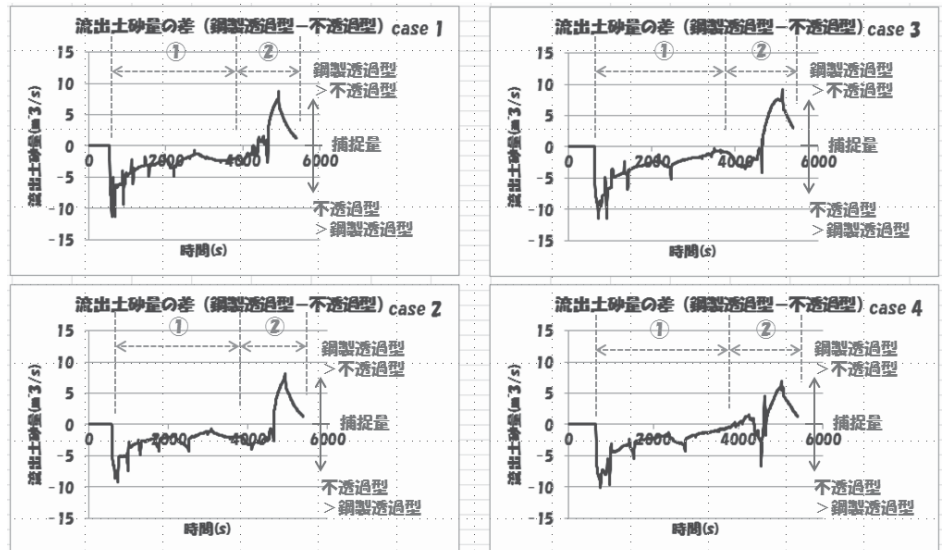 流出土砂量の差（鋼製透過型－不透過型）case 1
① ②
鋼製透過型
＞不透過型
捕捉量
不透過型
＞鋼製透過型
流出土砂量(m^3/s)
15
10
5
0
-5
-10
-15
0 2000 4000 6000
時間(s)
流出土砂量の差（鋼製透過型－不透過型）case 3
① ②
鋼製透過型
＞不透過型
捕捉量
不透過型
＞鋼製透過型
流出土砂量(m^3/s)
15
10
5
0
-5
-10
-15
0 2000 4000 6000
時間(s)
流出土砂量の差（鋼製透過型－不透過型）case 2
① ②
鋼製透過型
＞不透過型
捕捉量
不透過型
＞鋼製透過型
流出土砂量(m^3/s)
15
10
5
0
-5
-10
-15
0 2000 4000 6000
時間(s)
流出土砂量の差（鋼製透過型－不透過型）case 4
① ②
鋼製透過型
＞不透過型
捕捉量
不透過型
＞鋼製透過型
流出土砂量(m^3/s)
15
10
5
0
-5
-10
-15
0 2000 4000 6000
時間(s)